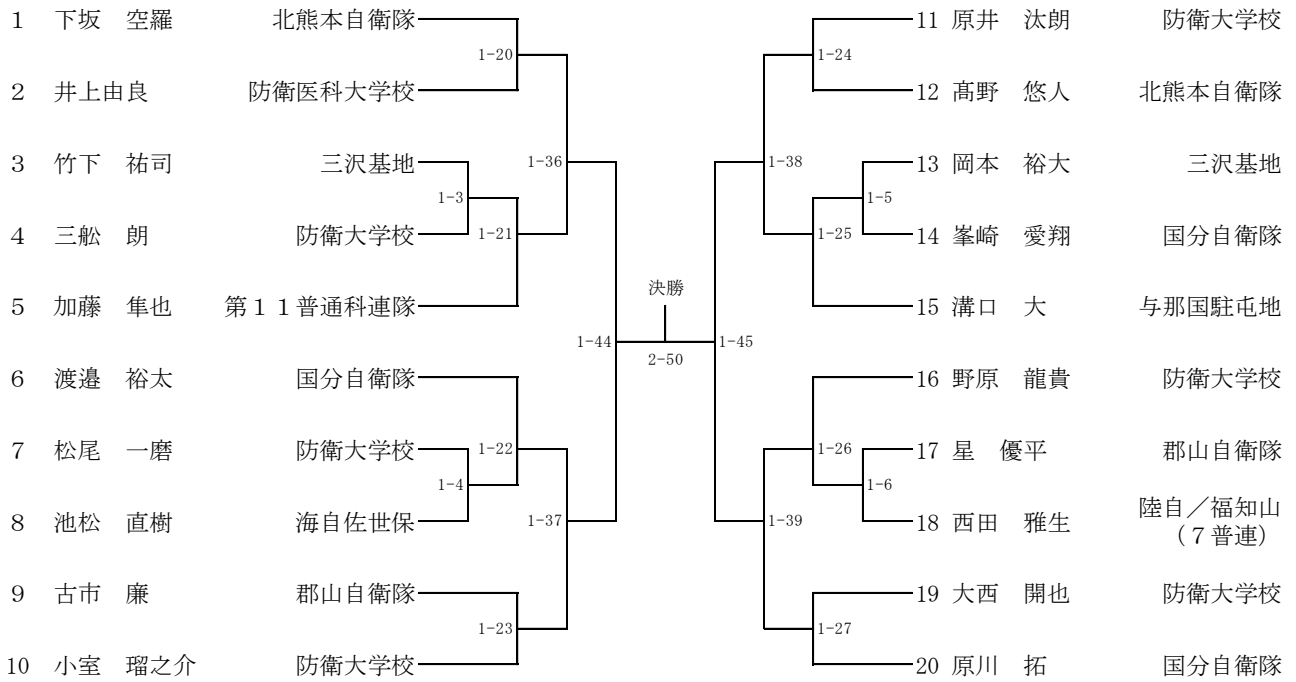 1 下坂　空羅 北熊本自衛隊
2 井上由良 防衛医科大学校
3 竹下　祐司 三沢基地
4 三舩　朗 防衛大学校
5 加藤　隼也 第１１普通科連隊
6 渡邉　裕太 国分自衛隊
7 松尾　一磨 防衛大学校
8 池松　直樹 海自佐世保
9 古市　廉 郡山自衛隊
10 小室　瑠之介 防衛大学校
1-20
1-3
1-21
1-36
1-22
1-4
1-23
1-37
1-44
決勝
2-50
1-45
1-24
1-38
1-5
1-25
1-26
1-6
1-39
1-27
11 原井　汰朗 防衛大学校
12 髙野　悠人 北熊本自衛隊
13 岡本　裕大 三沢基地
14 峯崎　愛翔 国分自衛隊
15 溝口　大 与那国駐屯地
16 野原　龍貴 防衛大学校
17 星　優平 郡山自衛隊
18 西田　雅生 陸自／福知山
（７普連）
19 大西　開也 防衛大学校
20 原川　拓 国分自衛隊